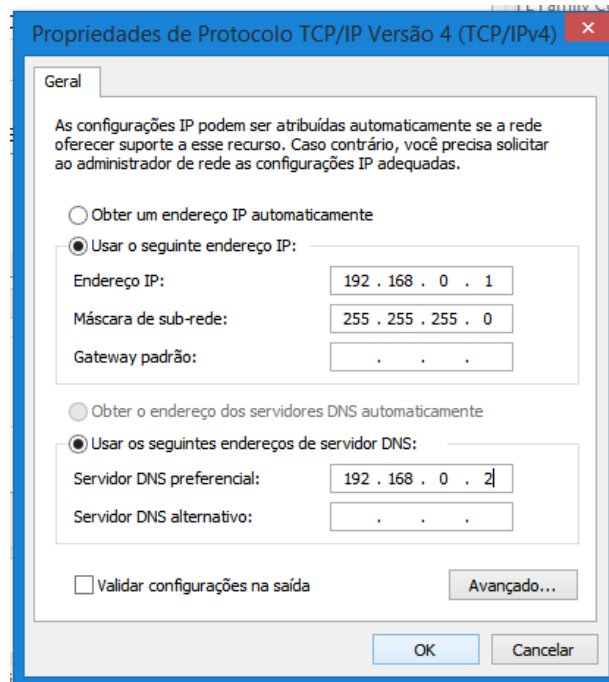 Propriedades de Protocolo TCP/IP Versão 4 (TCP/IPv4)
Geral
As configurações IP podem ser atribuídas automaticamente se a rede
oferecer suporte a esse recurso. Caso contrário, você precisa solicitar
ao administrador de rede as configurações IP adequadas.
Obter um endereço IP automaticamente
Usar o seguinte endereço IP:
Endereço IP: 192 . 168 . 0 . 1
Máscara de sub-rede: 255 . 255 . 255 . 0
Gateway padrão: . . .
Obter o endereço dos servidores DNS automaticamente
Usar os seguintes endereços de servidor DNS:
Servidor DNS preferencial: 192 . 168 . 0 . 2
Servidor DNS alternativo: . . .
Validar configurações na saída Avançado...
OK Cancelar